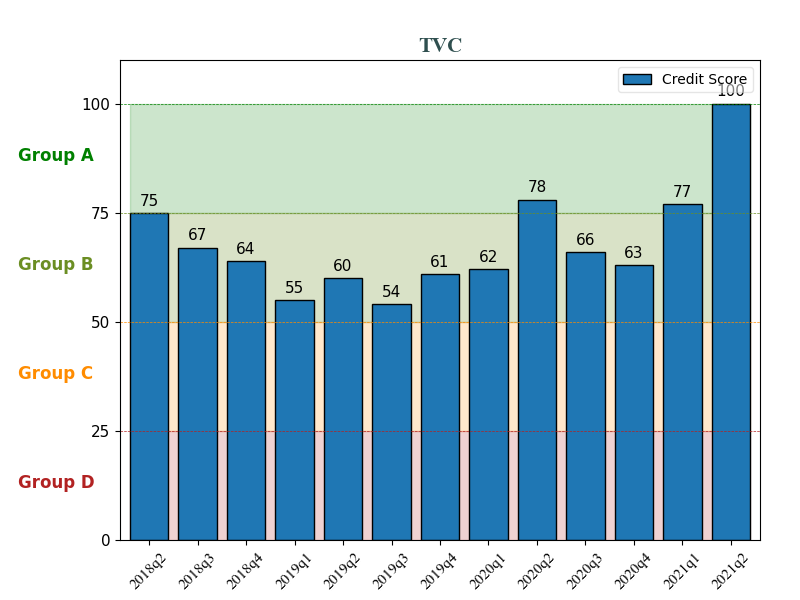 TVC
Credit Score
100
100
Group A
75
78
77
75
67
64
66
63
62
61
60
55
54
Group B
50
Group C
25
Group D
0
2018q2
2018q3
2018q4
2019q1
2019q2
2019q3
2019q4
2020q1
2020q2
2020q3
2020q4
2021q1
2021q2